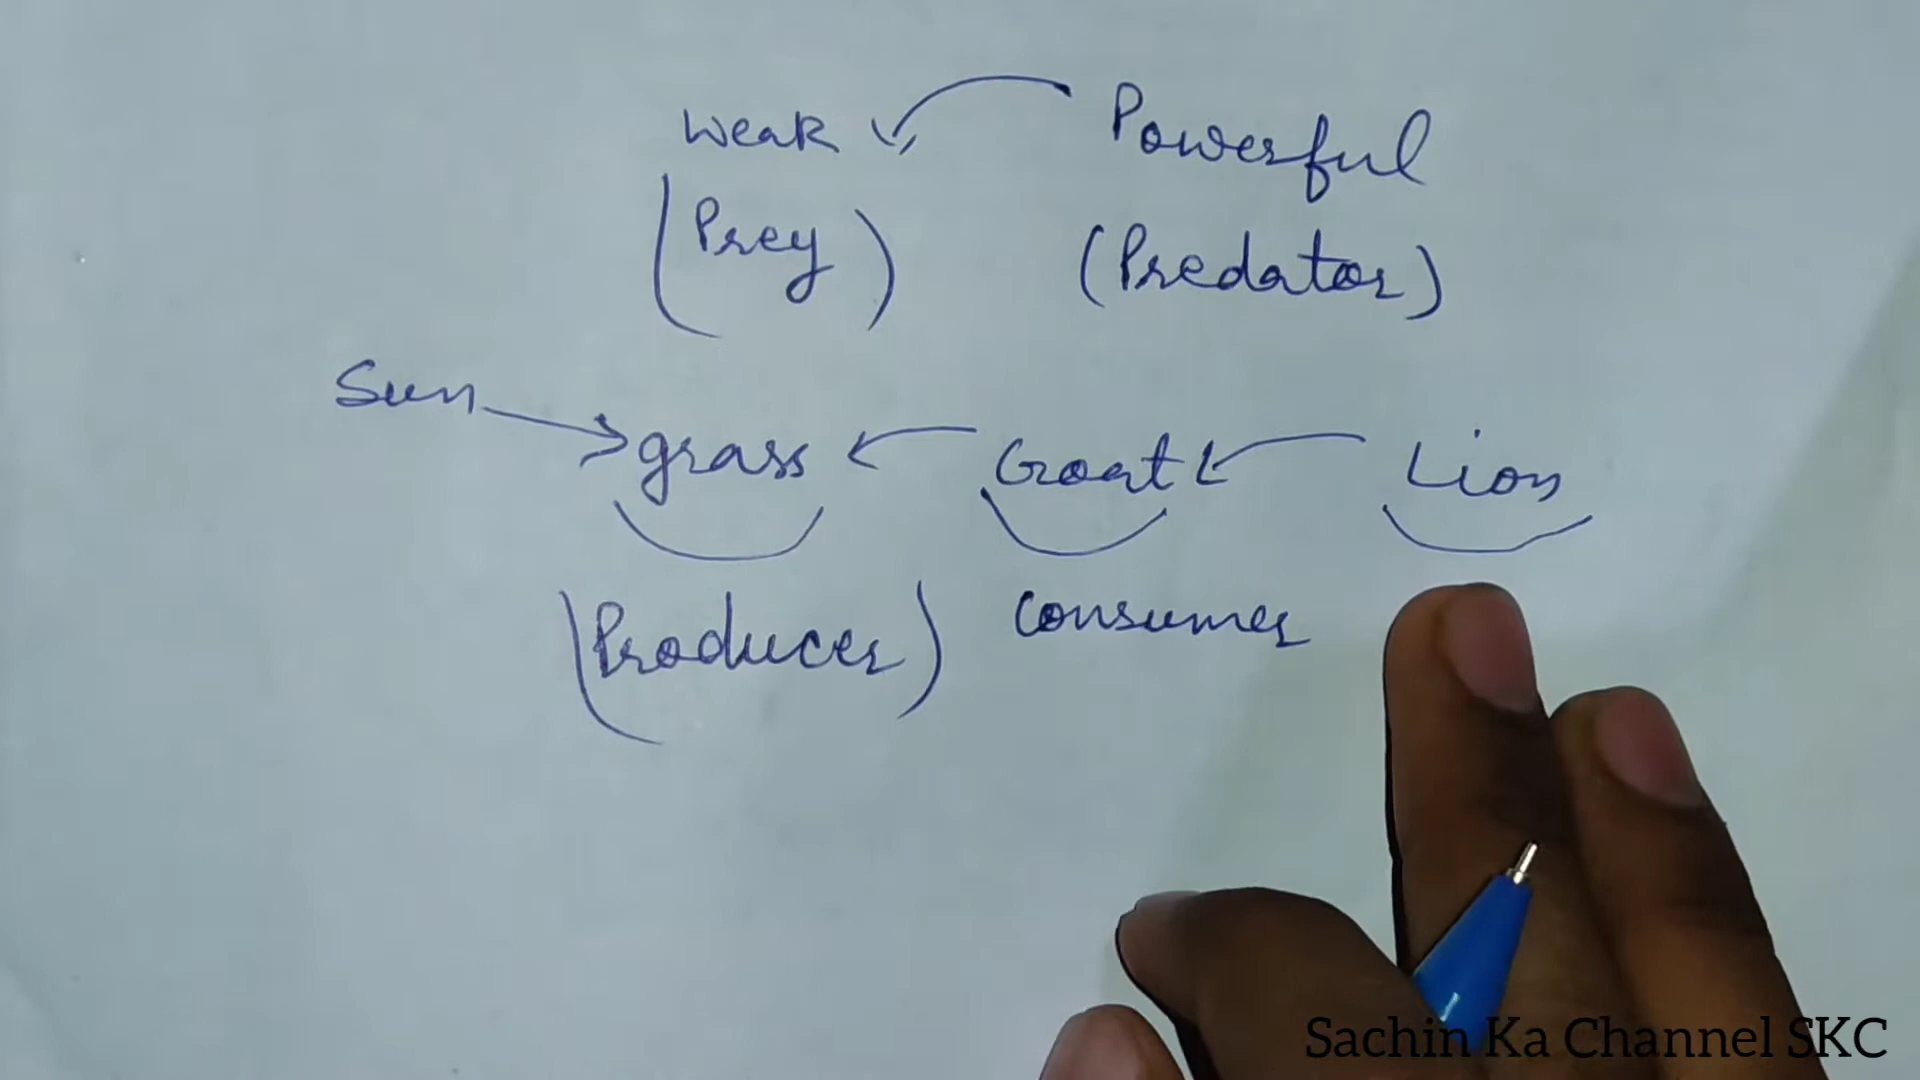 Weak Powerful
(Prey) (Predator)
Sun
grass Goat Lion
(Producer) consumer
Sachin Ka Channel SKC